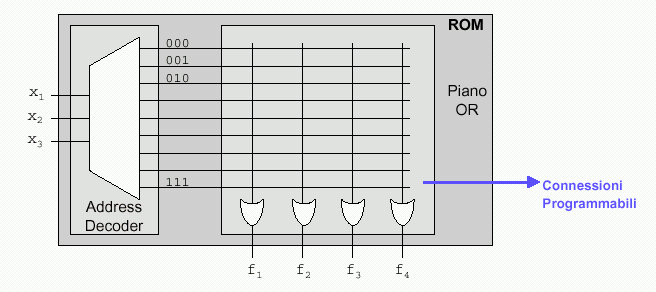 ROM
000
001
010
x1
x2
x3
111
Address
Decoder
Piano
OR
Connessioni
Programmabili
f1 f2 f3 f4